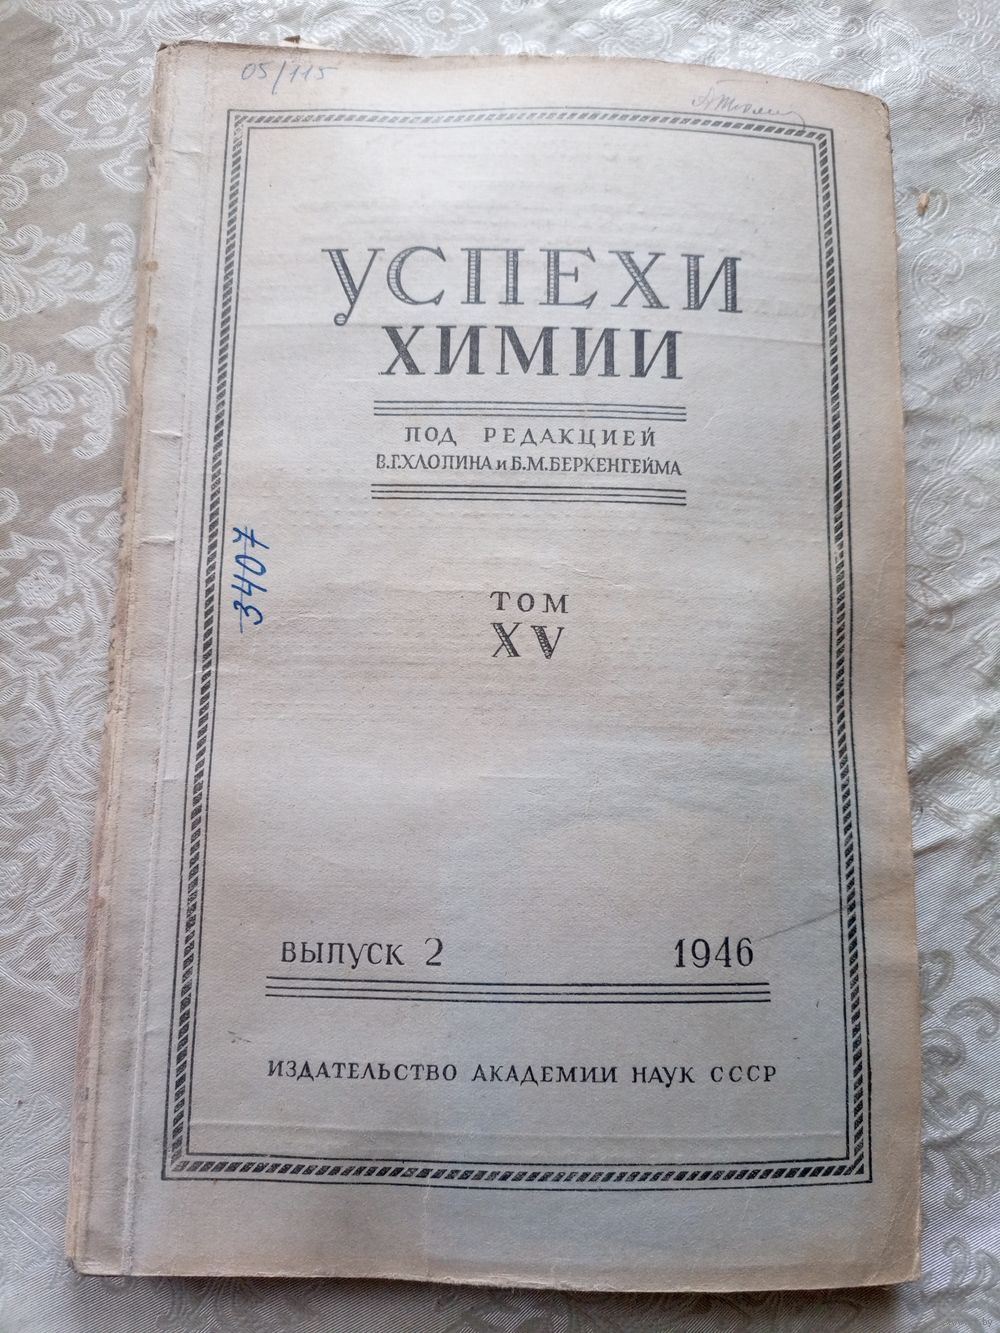 05/115
УСПЕХИ
ХИМИИ
ПОД РЕДАКЦИЕЙ
В.Г.ХЛОПИНА и Б.М.БЕРКЕНГЕЙМА
3407
ТОМ
XV
ВЫПУСК 2 1946
ИЗДАТЕЛЬСТВО АКАДЕМИИ НАУК СССР